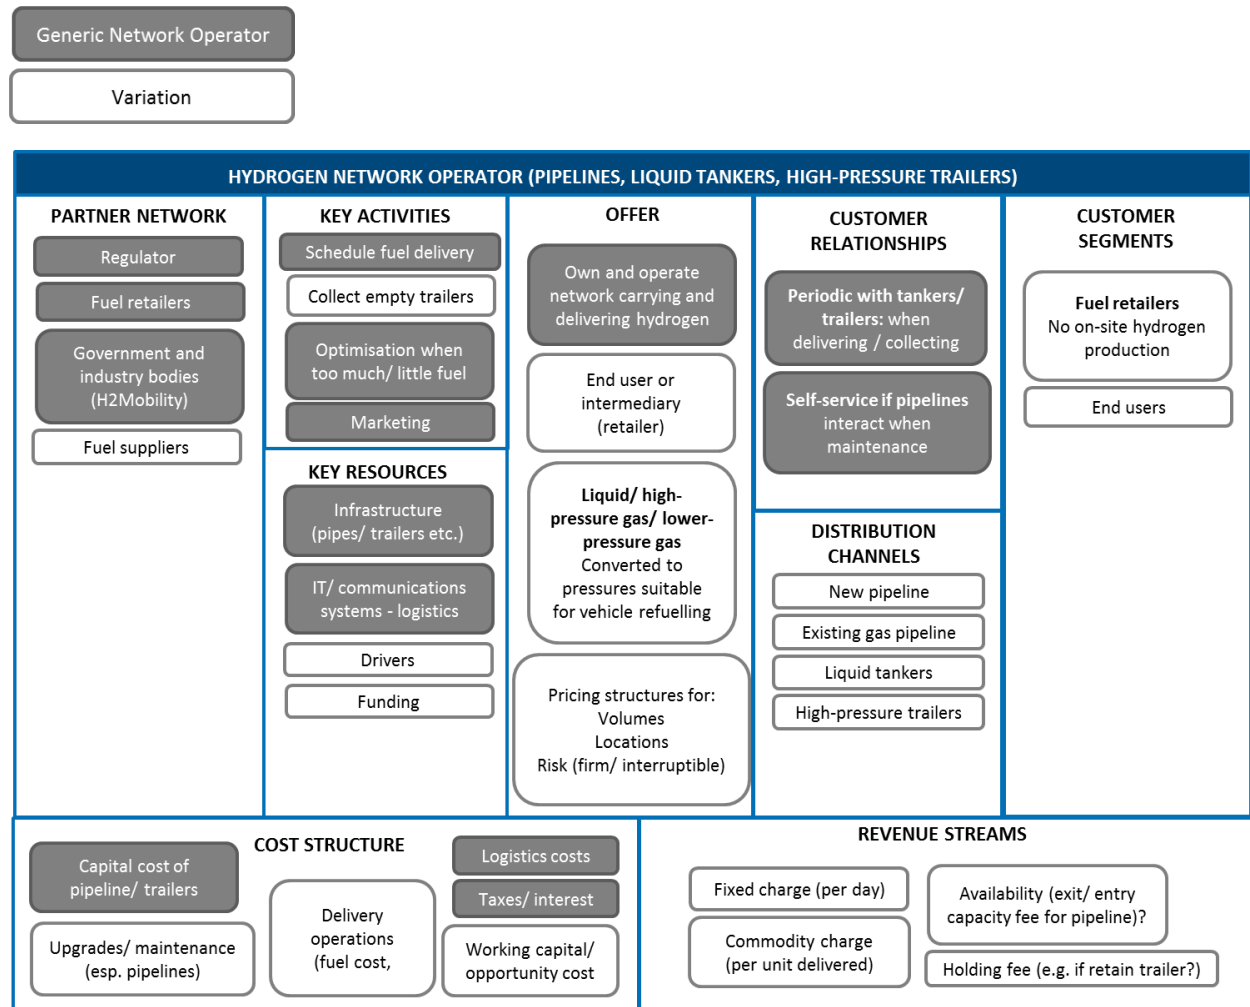 Generic Network Operator
Variation
HYDROGEN NETWORK OPERATOR (PIPELINES, LIQUID TANKERS, HIGH-PRESSURE TRAILERS)
PARTNER NETWORK
Regulator
Fuel retailers
Government and
industry bodies
(H2Mobility)
Fuel suppliers
KEY ACTIVITIES
Schedule fuel delivery
Collect empty trailers
Optimisation when
too much/ little fuel
Marketing
KEY RESOURCES
Infrastructure
(pipes/ trailers etc.)
IT/ communications
systems - logistics
Drivers
Funding
OFFER
Own and operate
network carrying and
delivering hydrogen
End user or
intermediary
(retailer)
Liquid/ high-
pressure gas/ lower-
pressure gas
Converted to
pressures suitable
for vehicle refuelling
Pricing structures for:
Volumes
Locations
Risk (firm/ interruptible)
CUSTOMER
RELATIONSHIPS
Periodic with tankers/
trailers: when
delivering / collecting
Self-service if pipelines
interact when
maintenance
DISTRIBUTION
CHANNELS
New pipeline
Existing gas pipeline
Liquid tankers
High-pressure trailers
CUSTOMER
SEGMENTS
Fuel retailers
No on-site hydrogen
production
End users
COST STRUCTURE
Capital cost of
pipeline/ trailers
Upgrades/ maintenance
(esp. pipelines)
Delivery
operations
(fuel cost,
Logistics costs
Taxes/ interest
Working capital/
opportunity cost
REVENUE STREAMS
Fixed charge (per day)
Commodity charge
(per unit delivered)
Availability (exit/ entry
capacity fee for pipeline)?
Holding fee (e.g. if retain trailer?)